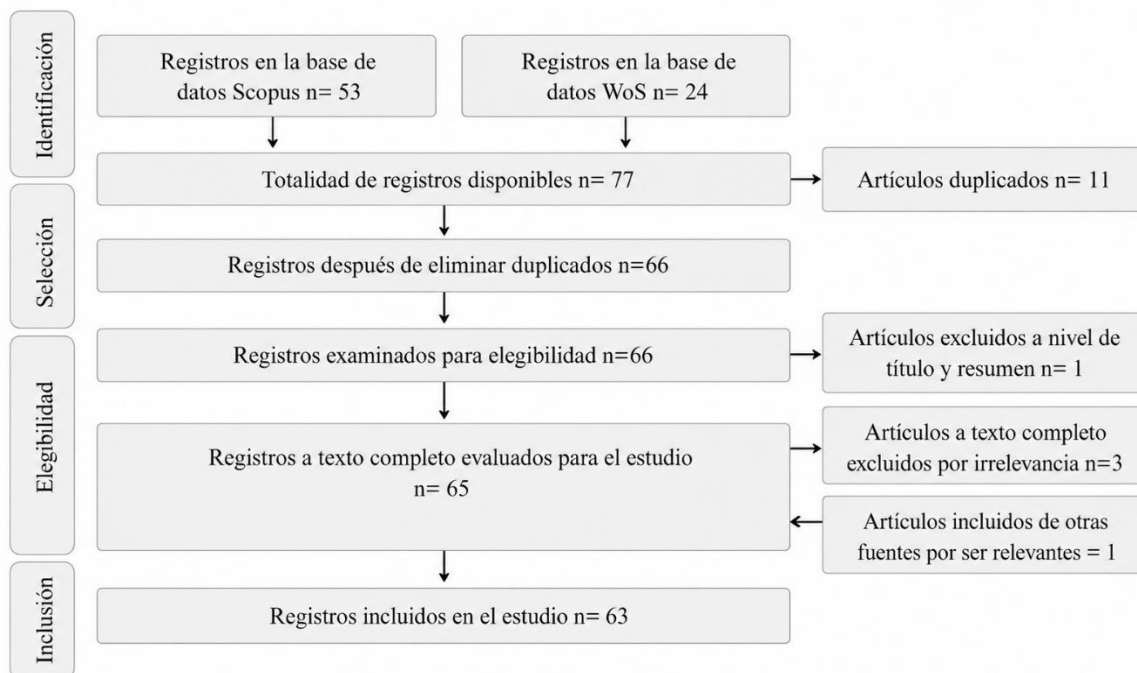 Identificación
Registros en la base de
datos Scopus n= 53
Registros en la base de
datos WoS n= 24
Totalidad de registros disponibles n= 77
Artículos duplicados n= 11
Selección
Registros después de eliminar duplicados n=66
Elegibilidad
Registros examinados para elegibilidad n=66
Artículos excluidos a nivel de
título y resumen n= 1
Registros a texto completo evaluados para el estudio
n= 65
Artículos a texto completo
excluidos por irrelevancia n=3
Artículos incluidos de otras
fuentes por ser relevantes = 1
Inclusión
Registros incluidos en el estudio n= 63